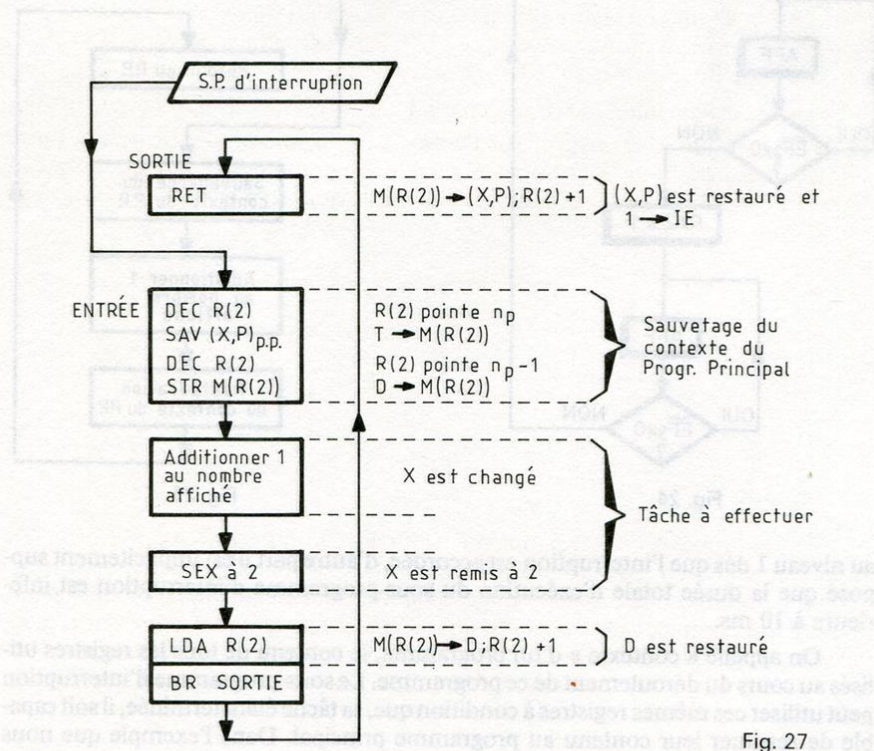 S.P. d'interruption
SORTIE
RET
M(R(2)) → (X,P); R(2) +1
(X,P) est restauré et
1 → IE
ENTRÉE
DEC R(2)
SAV (X,P)p.p.
DEC R(2)
STR M(R(2))
R(2) pointe np
T → M(R(2))
R(2) pointe np-1
D → M(R(2))
Sauvetage du
contexte du
Progr. Principal
Additionner 1
au nombre
affiché
X est changé
Tâche à effectuer
SEX à 2
X est remis à 2
LDA R(2)
M(R(2) → D ; R(2) +1
D est restauré
BR SORTIE
Fig. 27